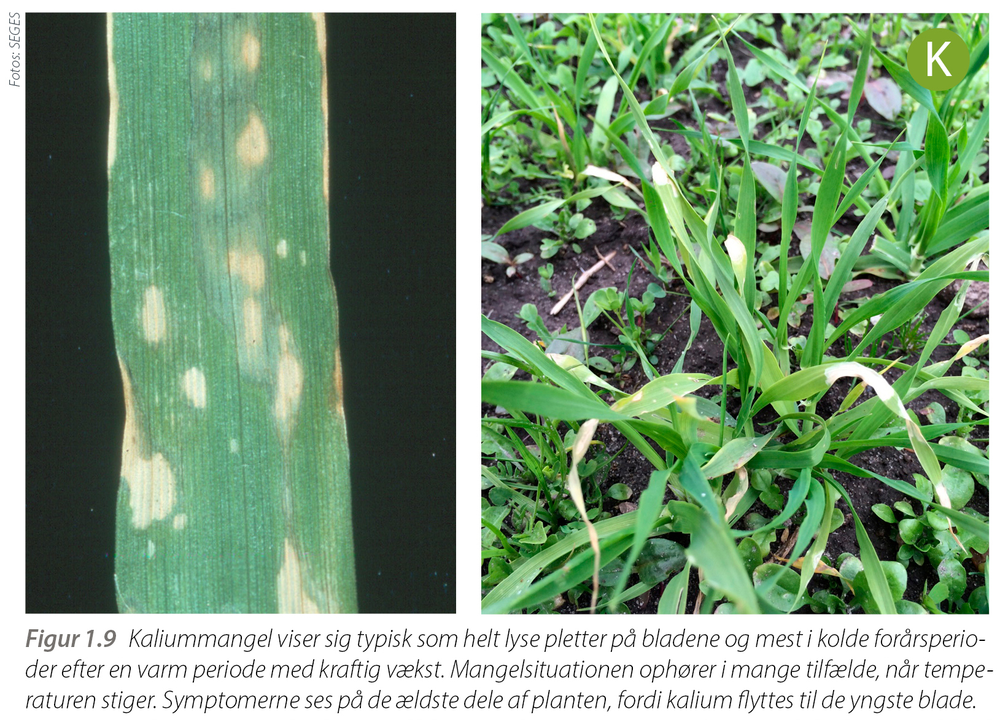 Fotos: SEGES
K
Figur 1.9 Kaliummangel viser sig typisk som helt lyse pletter på bladene og mest i kolde forårsperio-
der efter en varm periode med kraftig vækst. Mangelsituationen ophører i mange tilfælde, når tempe-
raturen stiger. Symptomerne ses på de ældste dele af planten, fordi kalium flyttes til de yngste blade.